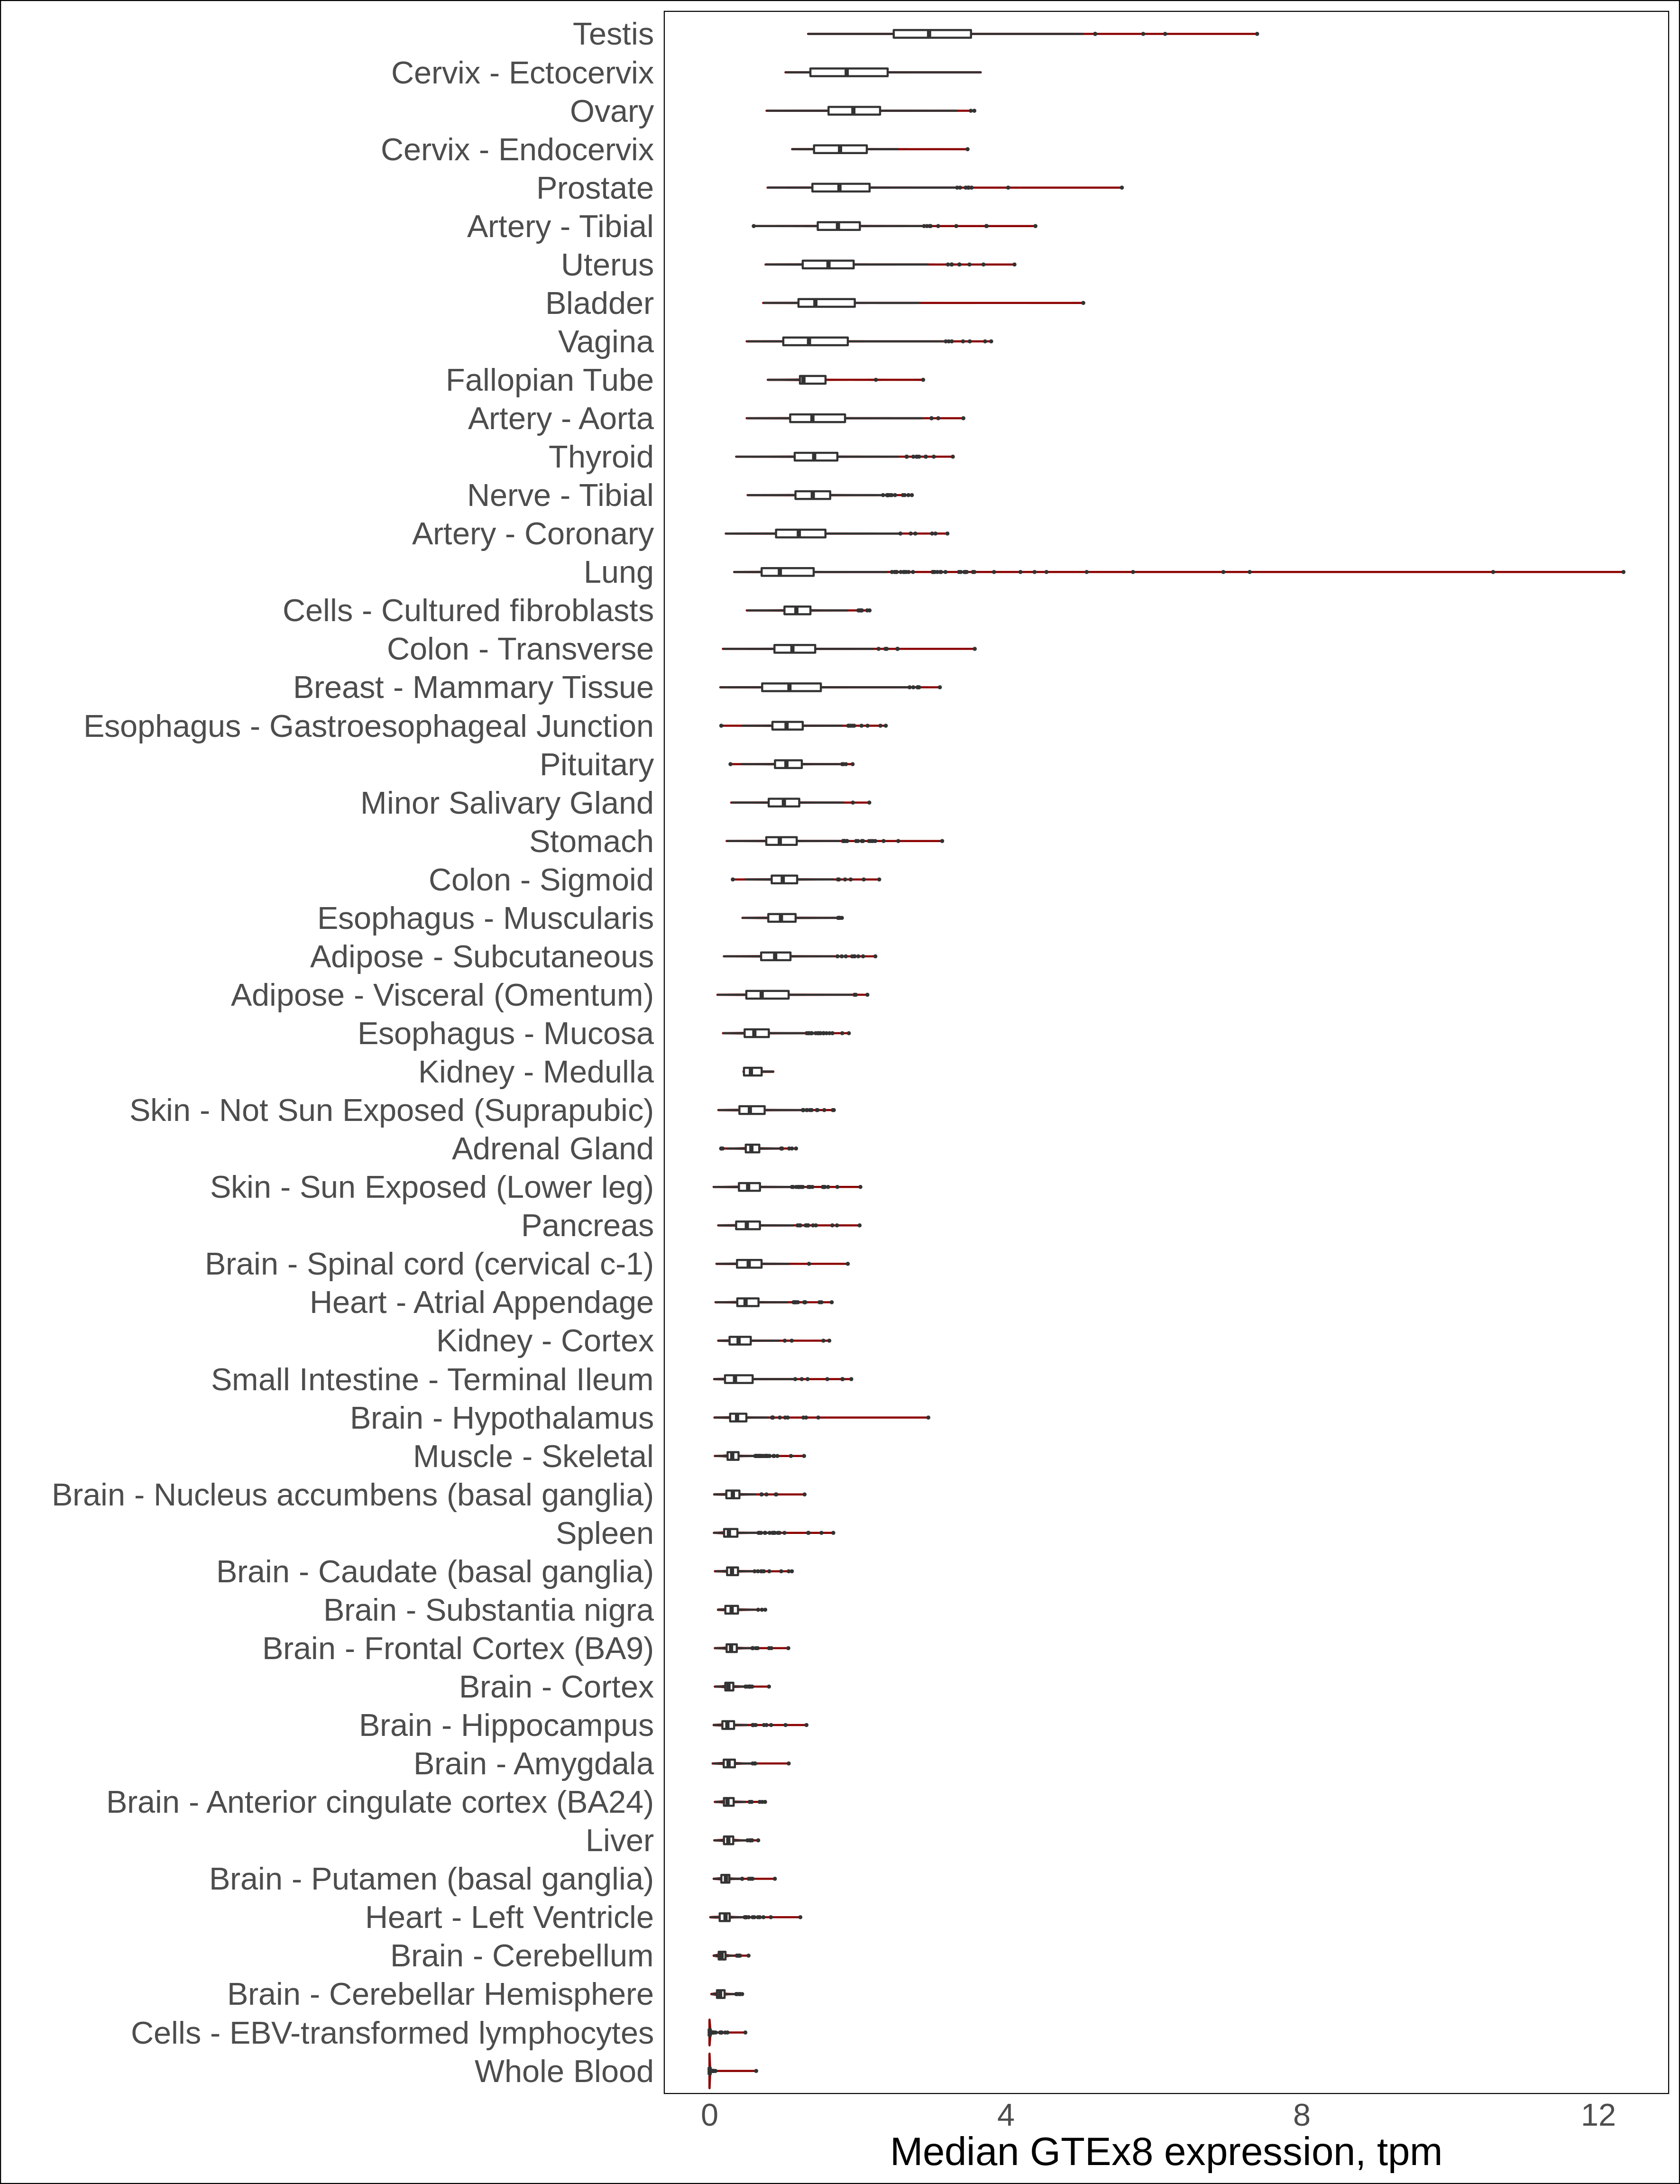 Testis
Cervix - Ectocervix
Ovary
Cervix - Endocervix
Prostate
Artery - Tibial
Uterus
Bladder
Vagina
Fallopian Tube
Artery - Aorta
Thyroid
Nerve - Tibial
Artery - Coronary
Lung
Cells - Cultured fibroblasts
Colon - Transverse
Breast - Mammary Tissue
Esophagus - Gastroesophageal Junction
Pituitary
Minor Salivary Gland
Stomach
Colon - Sigmoid
Esophagus - Muscularis
Adipose - Subcutaneous
Adipose - Visceral (Omentum)
Esophagus - Mucosa
Kidney - Medulla
Skin - Not Sun Exposed (Suprapubic)
Adrenal Gland
Skin - Sun Exposed (Lower leg)
Pancreas
Brain - Spinal cord (cervical c-1)
Heart - Atrial Appendage
Kidney - Cortex
Small Intestine - Terminal Ileum
Brain - Hypothalamus
Muscle - Skeletal
Brain - Nucleus accumbens (basal ganglia)
Spleen
Brain - Caudate (basal ganglia)
Brain - Substantia nigra
Brain - Frontal Cortex (BA9)
Brain - Cortex
Brain - Hippocampus
Brain - Amygdala
Brain - Anterior cingulate cortex (BA24)
Liver
Brain - Putamen (basal ganglia)
Heart - Left Ventricle
Brain - Cerebellum
Brain - Cerebellar Hemisphere
Cells - EBV-transformed lymphocytes
Whole Blood
0 4 8 12
Median GTEx8 expression, tpm